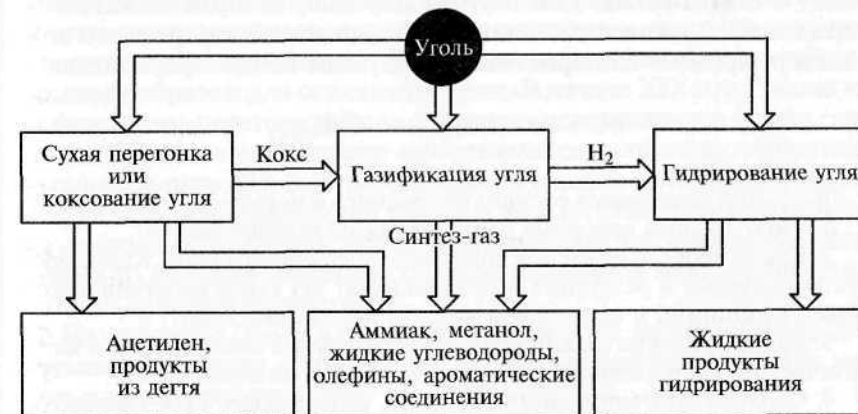 Уголь
Сухая перегонка
или
коксование угля
Кокс
Газификация угля
H₂
Гидрирование угля
Синтез-газ
Ацетилен,
продукты
из дегтя
Аммиак, метанол,
жидкие углеводороды,
олефины, ароматические
соединения
Жидкие
продукты
гидрирования